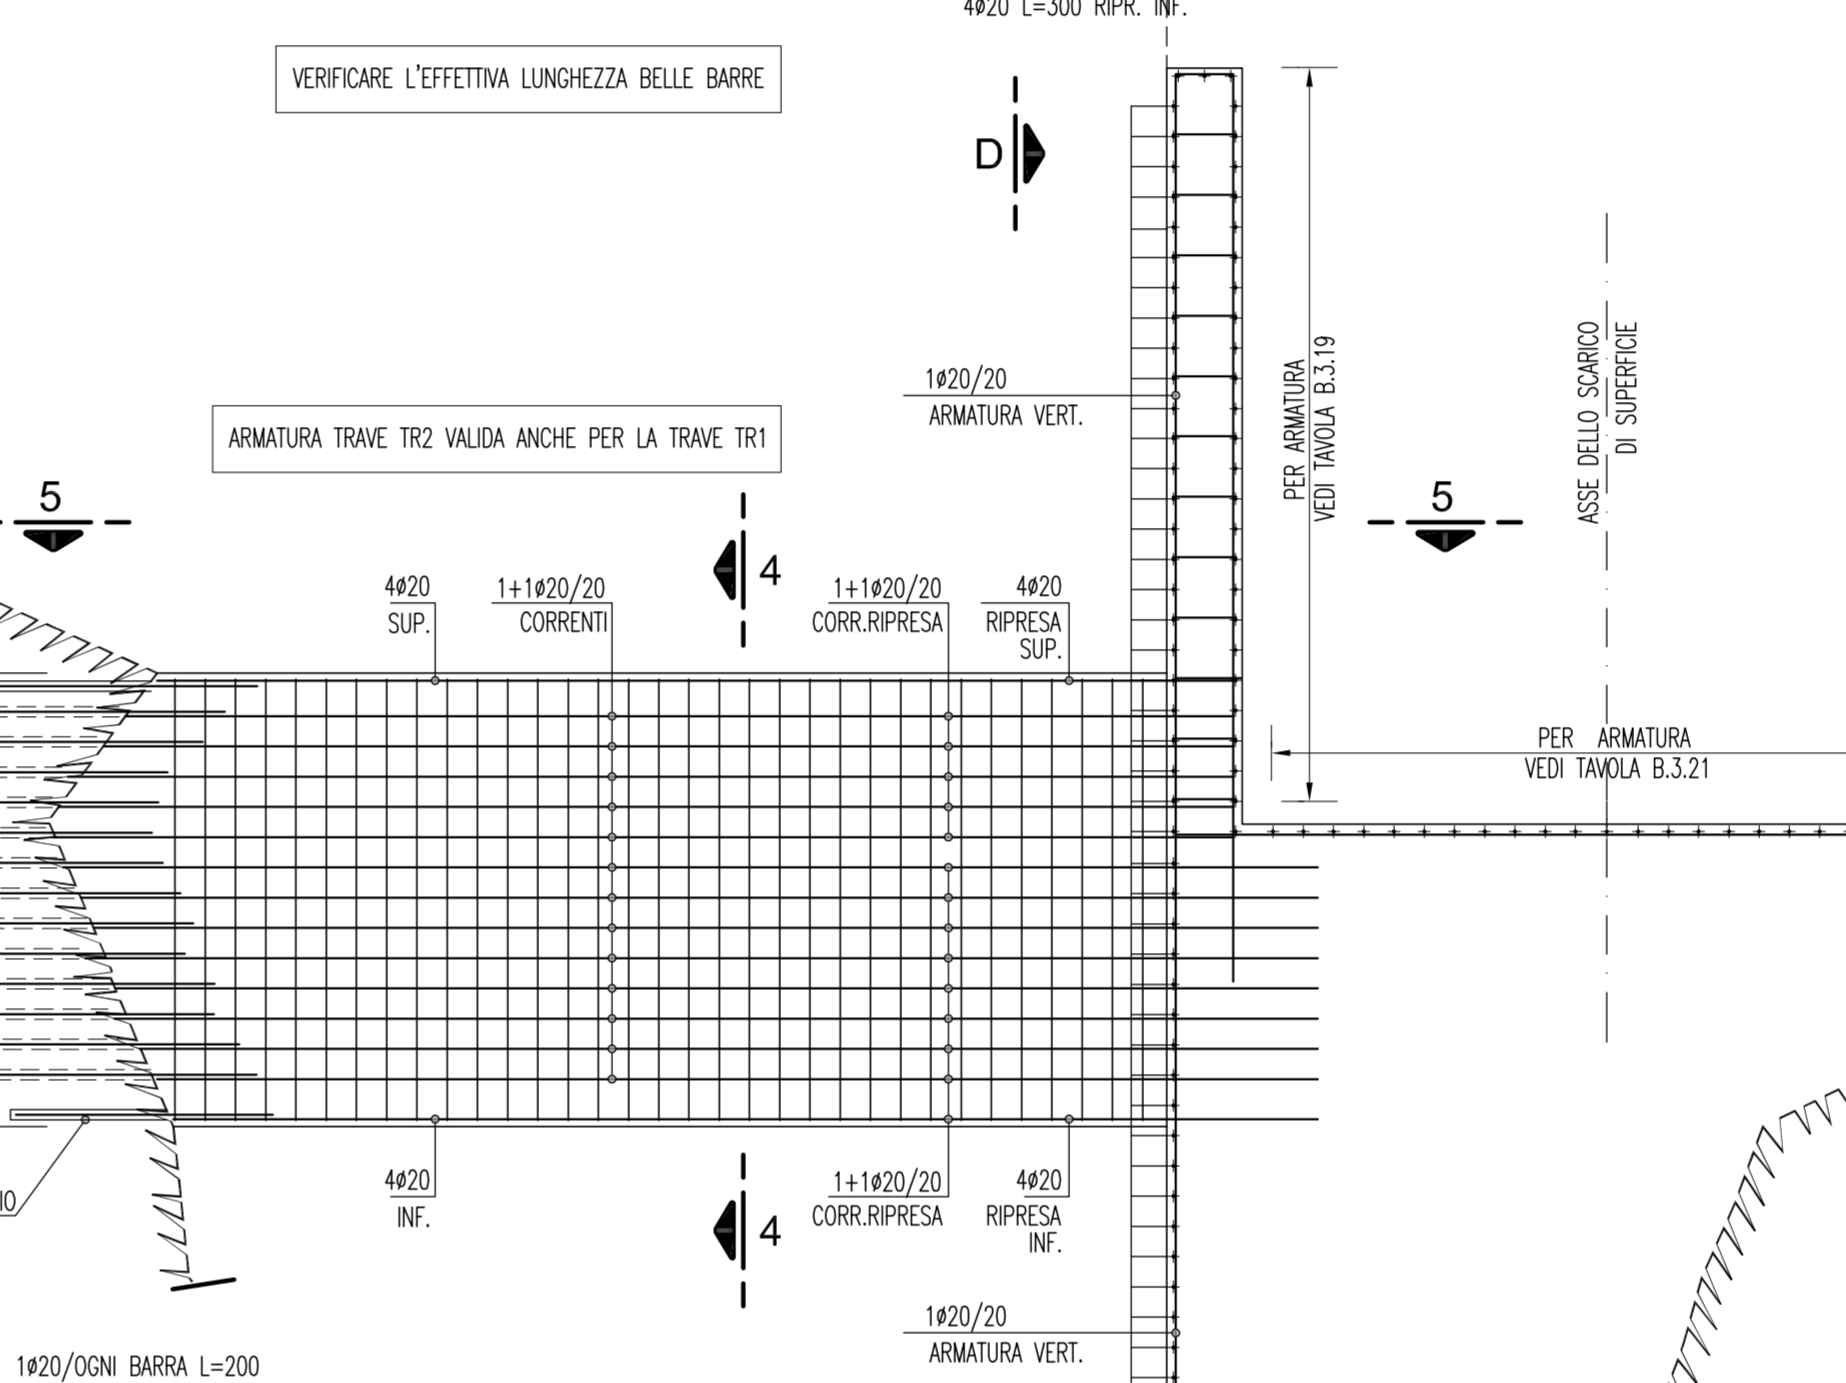 4ø20 L=300 RIPR. INF.
VERIFICARE L'EFFETTIVA LUNGHEZZA BELLE BARRE
D
1ø20/20
ARMATURA VERT.
PER ARMATURA
VEDI TAVOLA B.3.19
ASSE DELLO SCARICO
DI SUPERFICIE
ARMATURA TRAVE TR2 VALIDA ANCHE PER LA TRAVE TR1
5
5
4
4ø20
SUP.
1+1ø20/20
CORRENTI
1+1ø20/20
CORR.RIPRESA
4ø20
RIPRESA
SUP.
PER ARMATURA
VEDI TAVOLA B.3.21
4ø20
INF.
4
1+1ø20/20
CORR.RIPRESA
4ø20
RIPRESA
INF.
1ø20/20
ARMATURA VERT.
1ø20/OGNI BARRA L=200